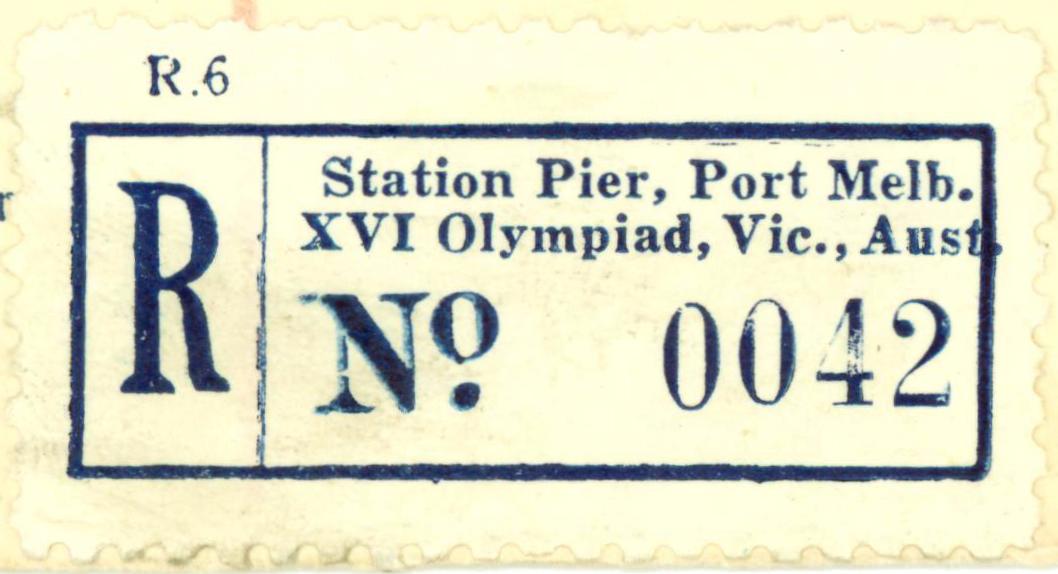 R.6
R
Station Pier, Port Melb.
XVI Olympiad, Vic., Aust.
No. 0042